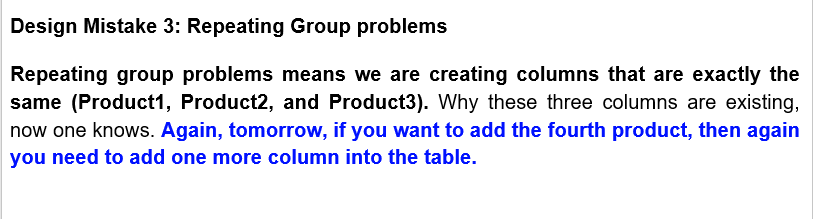 Design Mistake 3: Repeating Group problems
Repeating group problems means we are creating columns that are exactly the
same (Product1, Product2, and Product3). Why these three columns are existing,
now one knows. Again, tomorrow, if you want to add the fourth product, then again
you need to add one more column into the table.